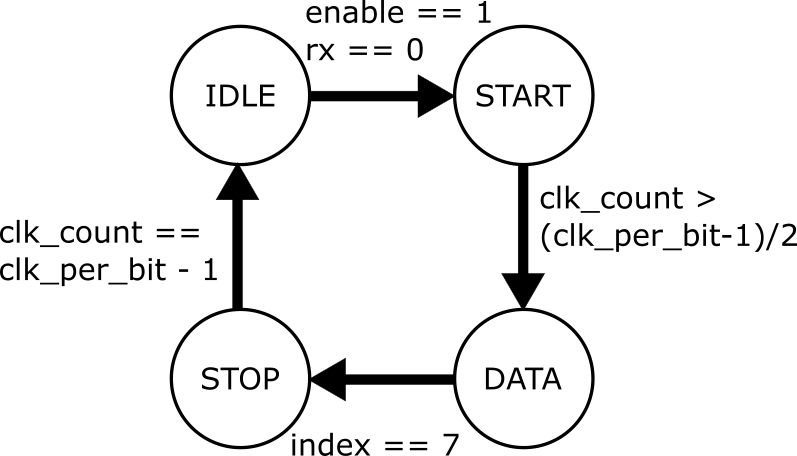 enable == 1
rx == 0
IDLE
START
clk_count >
(clk_per_bit-1)/2
clk_count ==
clk_per_bit - 1
STOP
DATA
index == 7